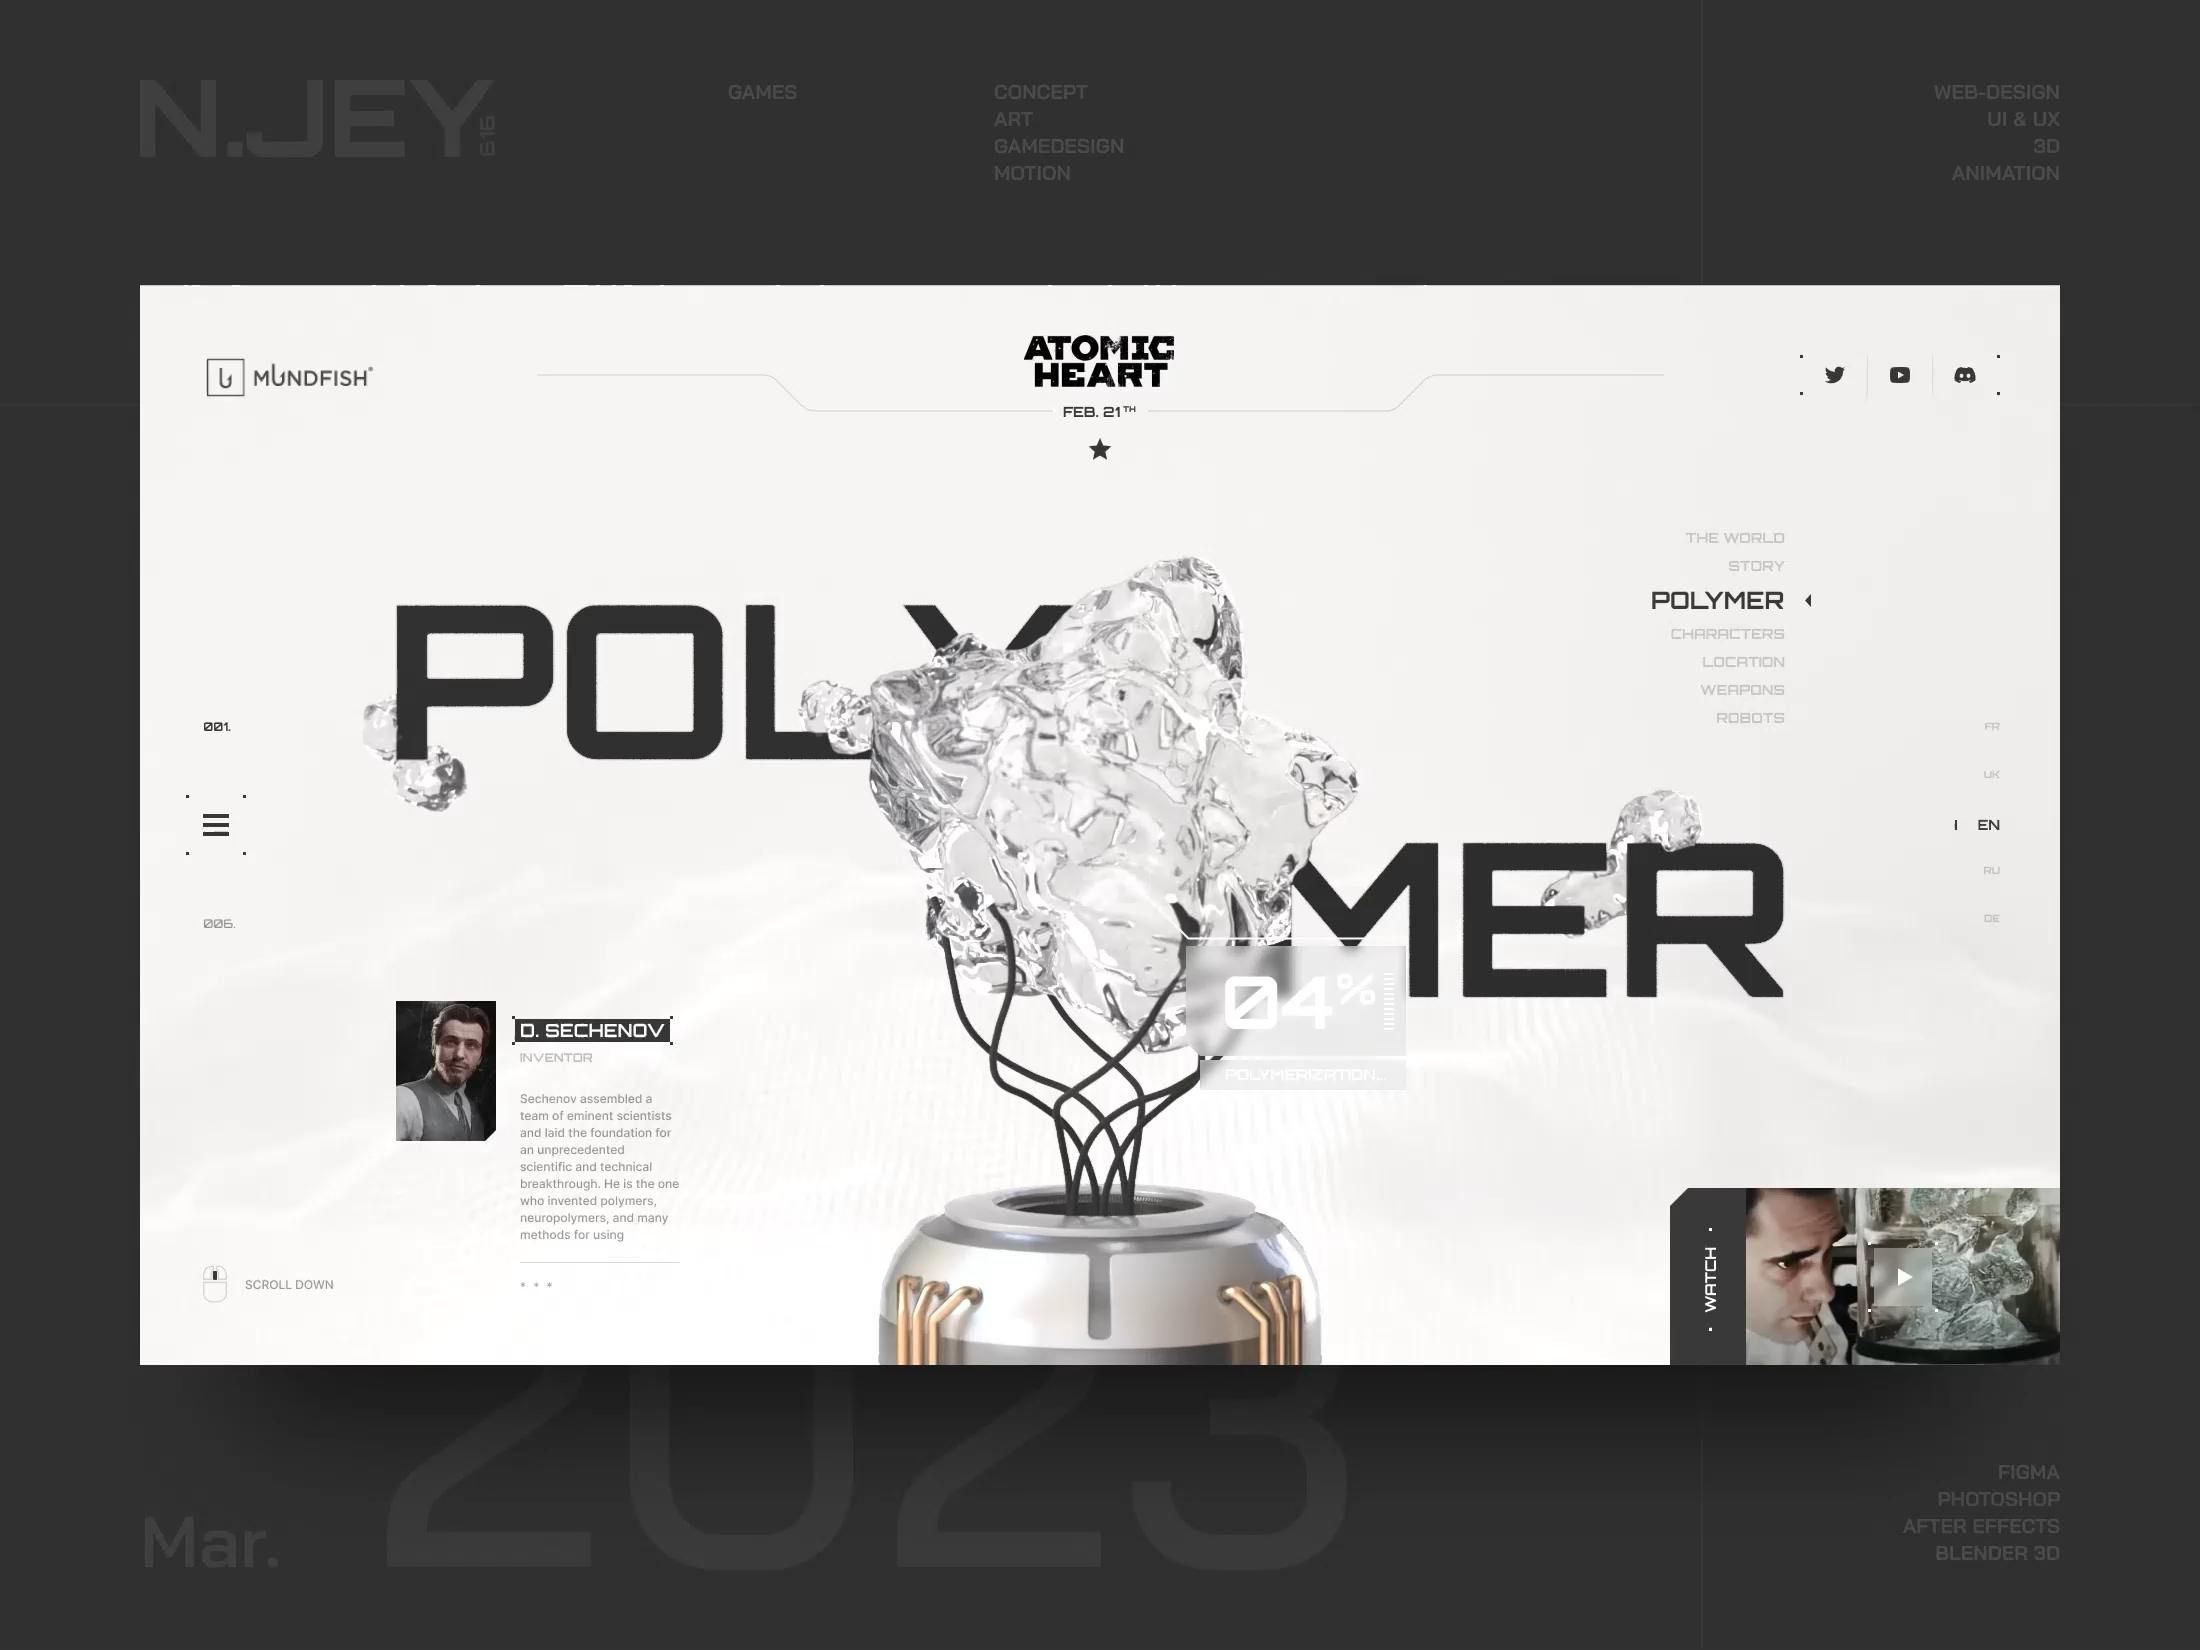 N.JEY
916
GAMES
CONCEPT
ART
GAMEDESIGN
MOTION
WEB-DESIGN
UI & UX
3D
ANIMATION
MUNDFISH®
ATOMIC
HEART
FEB. 21TH
THE WORLD
STORY
POLYMER
CHARACTERS
LOCATION
WEAPONS
ROBOTS
POLY
MER
001.
006.
FR
UK
EN
RU
DE
04%
POLYMERIZATION...
D. SECHENOV
INVENTOR
Sechenov assembled a
team of eminent scientists
and laid the foundation for
an unprecedented
scientific and technical
breakthrough. He is the one
who invented polymers,
neuropolymers, and many
methods for using
* * *
SCROLL DOWN
WATCH
Mar.
2023
FIGMA
PHOTOSHOP
AFTER EFFECTS
BLENDER 3D